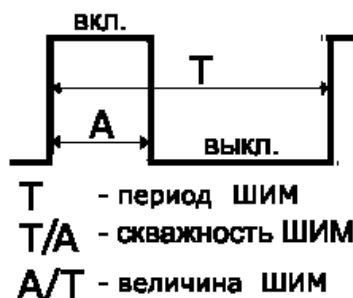 ВКЛ.
T
A
ВЫКЛ.
T - период ШИМ
T/A - скважность ШИМ
A/T - величина ШИМ